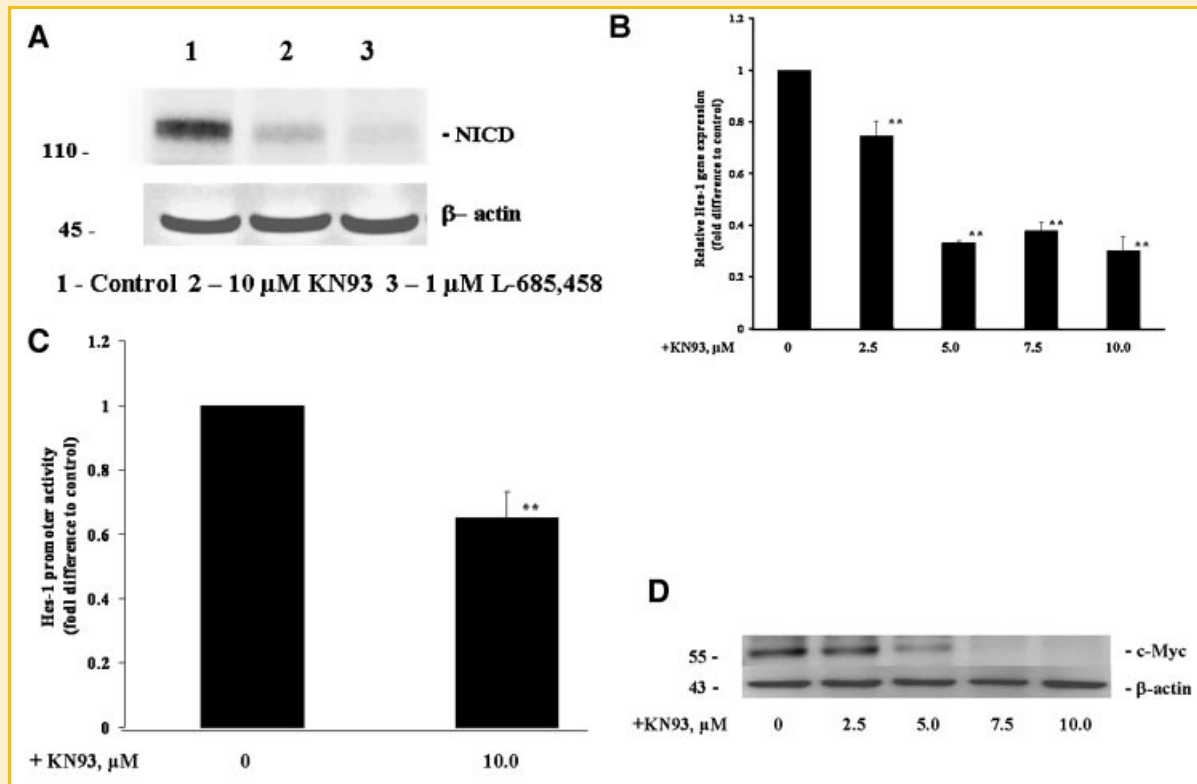 A
1 2 3
- NICD
110 -
β– actin
45 -
1 - Control 2 – 10 µM KN93 3 – 1 µM L-685,458
B
Relative Hes-1 gene expression
(fold difference to control)
1.2
1
0.8
0.6
0.4
0.2
0
**
**
**
**
+KN93, µM 0 2.5 5.0 7.5 10.0
C
Hes-1 promoter activity
(fodl difference to control)
1.2
1
0.8
0.6
0.4
0.2
0
**
+ KN93, µM 0 10.0
D
55 -
- c-Myc
43 -
- β-actin
+KN93, µM 0 2.5 5.0 7.5 10.0